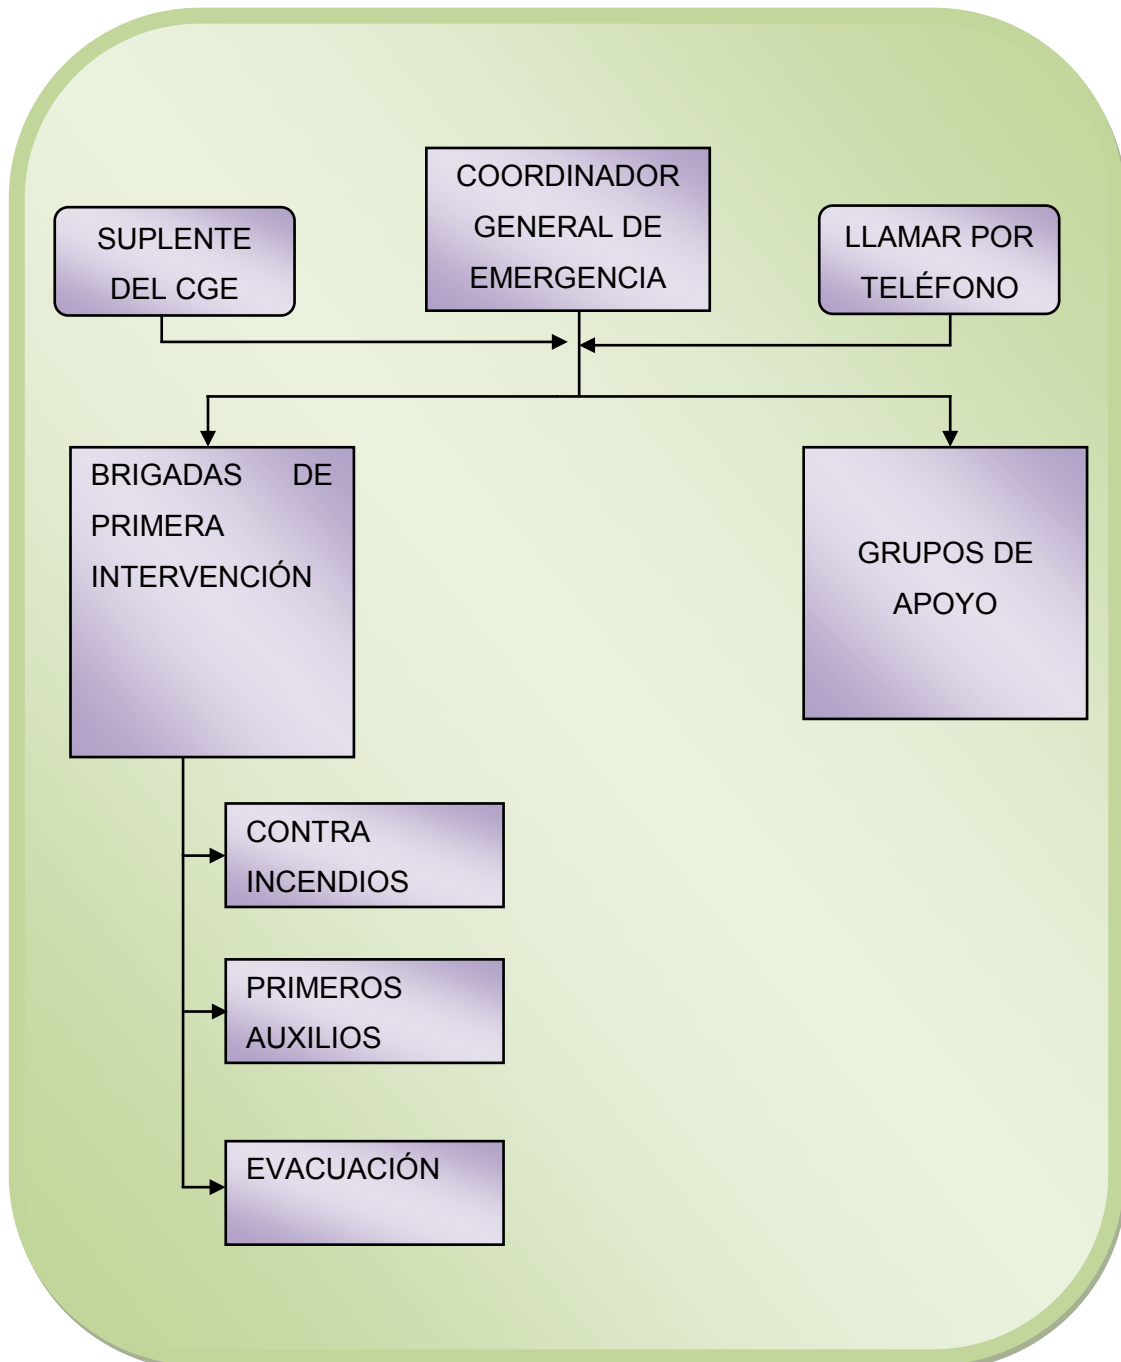 COORDINADOR
GENERAL DE
EMERGENCIA
SUPLENTE
DEL CGE
LLAMAR POR
TELÉFONO
BRIGADAS DE
PRIMERA
INTERVENCIÓN
GRUPOS DE
APOYO
CONTRA
INCENDIOS
PRIMEROS
AUXILIOS
EVACUACIÓN